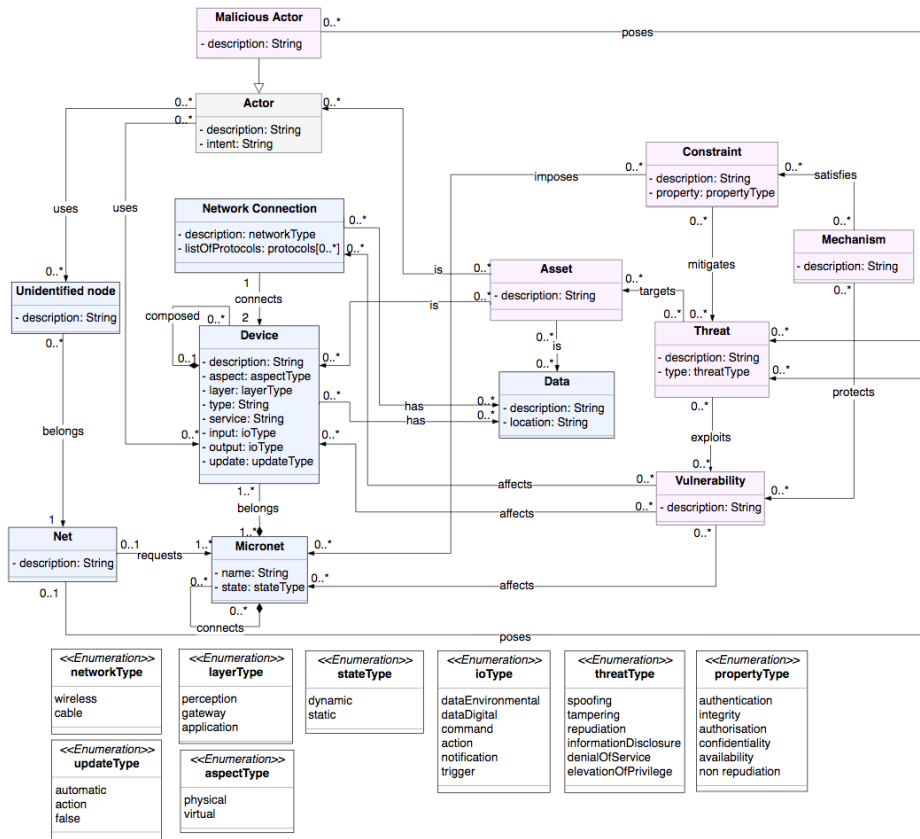 Malicious Actor
- description: String
0..*
poses
Actor
- description: String
- intent: String
0..*
0..*
0..*
uses
uses
0..*
Constraint
- description: String
- property: propertyType
0..*
imposes
0..*
satisfies
0..*
0..*
mitigates
0..*
Mechanism
- description: String
0..*
Network Connection
- description: networkType
- listOfProtocols: protocols[0..*]
0..*
0..*
1
connects
2
Unidentified node
- description: String
0..*
belongs
1
composed
0..*
0..1
Device
- description: String
- aspect: aspectType
- layer: layerType
- type: String
- service: String
- input: ioType
- output: ioType
- update: updateType
0..*
0..*
0..*
0..*
is
0..*
is
0..*
Asset
- description: String
0..*
is
0..*
0..*
targets
0..*
Threat
- description: String
- type: threatType
0..*
0..*
0..*
exploits
0..*
protects
Data
- description: String
- location: String
0..*
0..*
has
has
Vulnerability
- description: String
0..*
0..*
0..*
0..*
affects
affects
1..*
belongs
1..*
Net
- description: String
0..1
requests
1..*
0..1
Micronet
- name: String
- state: stateType
0..*
0..*
0..*
0..*
connects
affects
poses
<<Enumeration>>
networkType
wireless
cable
<<Enumeration>>
layerType
perception
gateway
application
<<Enumeration>>
stateType
dynamic
static
<<Enumeration>>
ioType
dataEnvironmental
dataDigital
command
action
notification
trigger
<<Enumeration>>
threatType
spoofing
tampering
repudiation
informationDisclosure
denialOfService
elevationOfPrivilege
<<Enumeration>>
propertyType
authentication
integrity
authorisation
confidentiality
availability
non repudiation
<<Enumeration>>
updateType
automatic
action
false
<<Enumeration>>
aspectType
physical
virtual